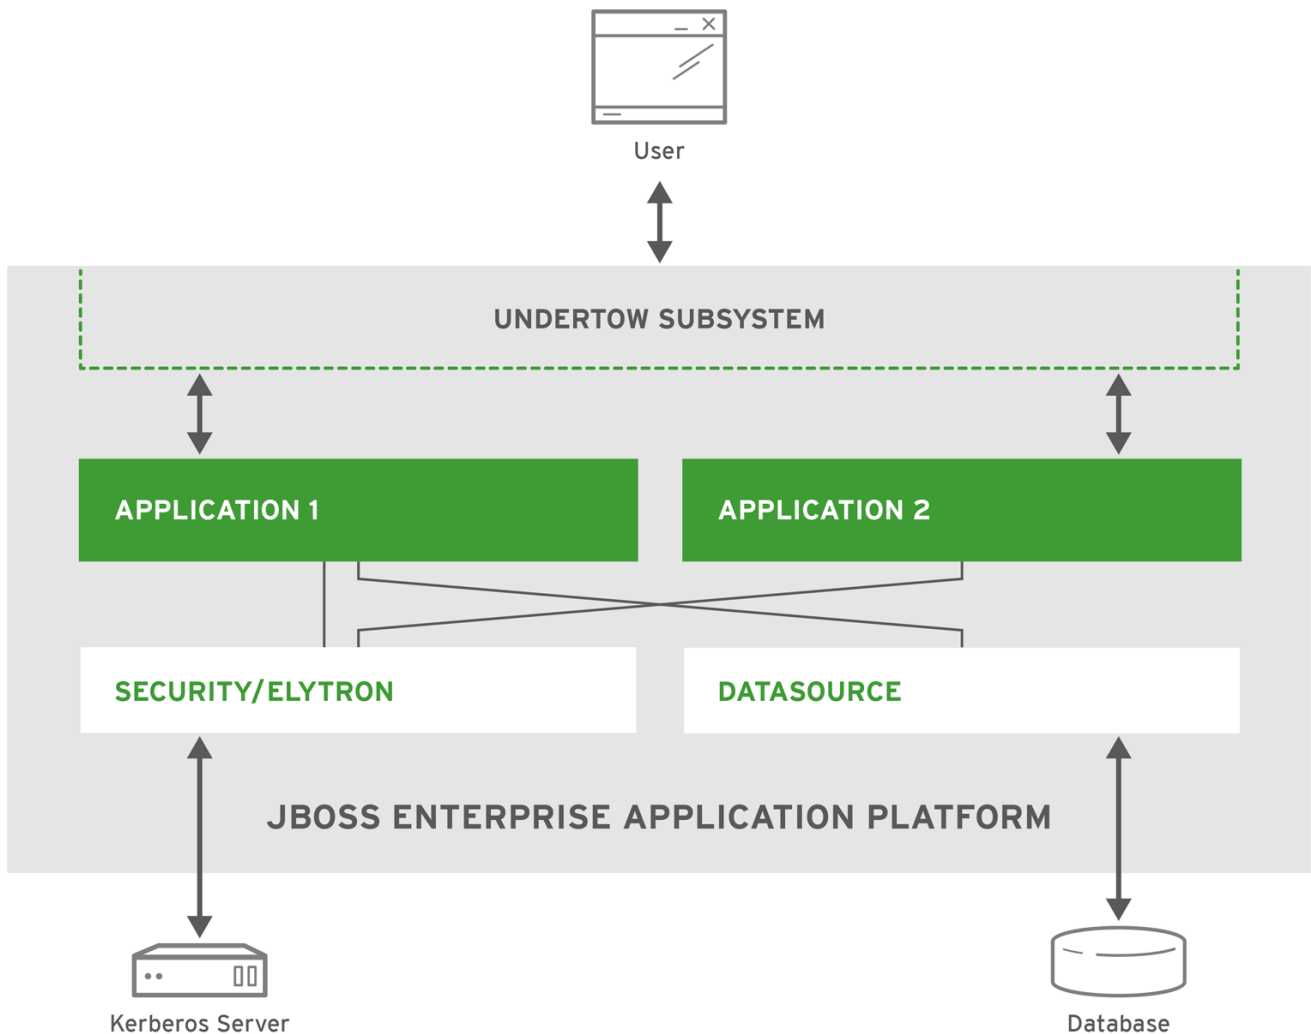 User
UNDERTOW SUBSYSTEM
APPLICATION 1
APPLICATION 2
SECURITY/ELYTRON
DATASOURCE
JBOSS ENTERPRISE APPLICATION PLATFORM
Kerberos Server
Database